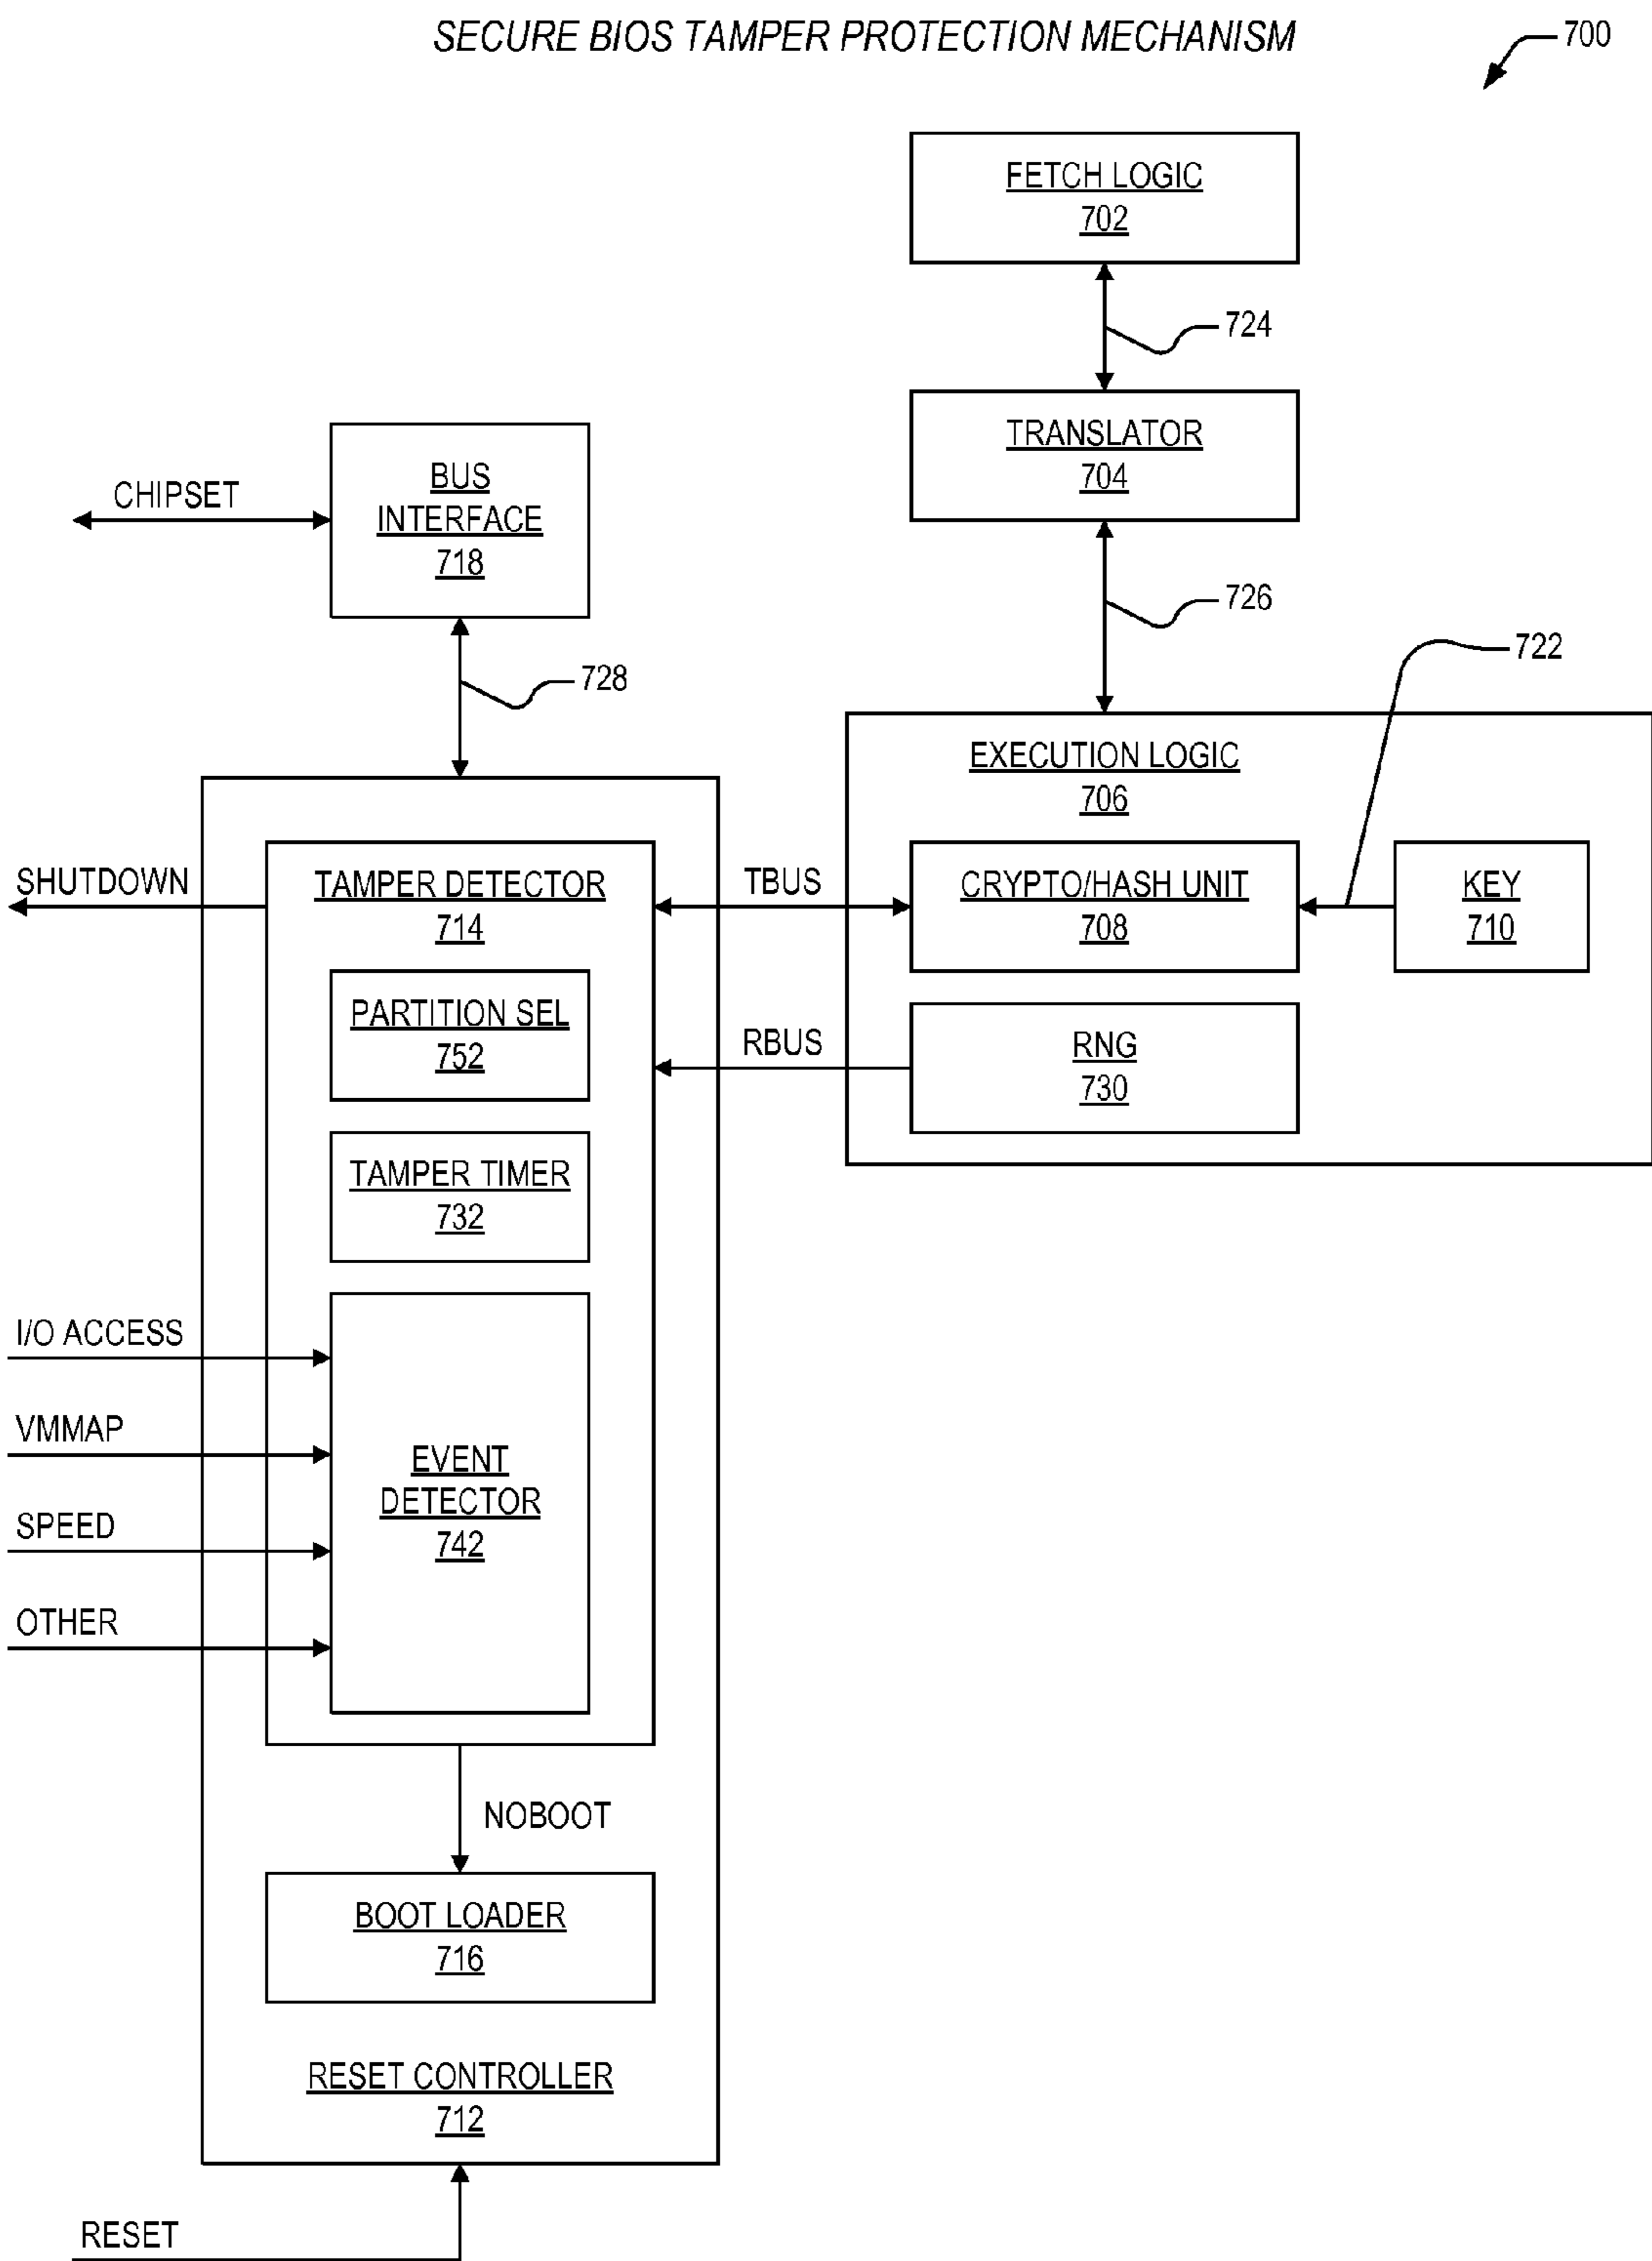 SECURE BIOS TAMPER PROTECTION MECHANISM
700
FETCH LOGIC
702
724
TRANSLATOR
704
CHIPSET
BUS
INTERFACE
718
726
722
728
EXECUTION LOGIC
706
SHUTDOWN
TAMPER DETECTOR
714
TBUS
CRYPTO/HASH UNIT
708
KEY
710
PARTITION SEL
752
RBUS
RNG
730
TAMPER TIMER
732
I/O ACCESS
VMMAP
SPEED
OTHER
EVENT
DETECTOR
742
NOBOOT
BOOT LOADER
716
RESET CONTROLLER
712
RESET